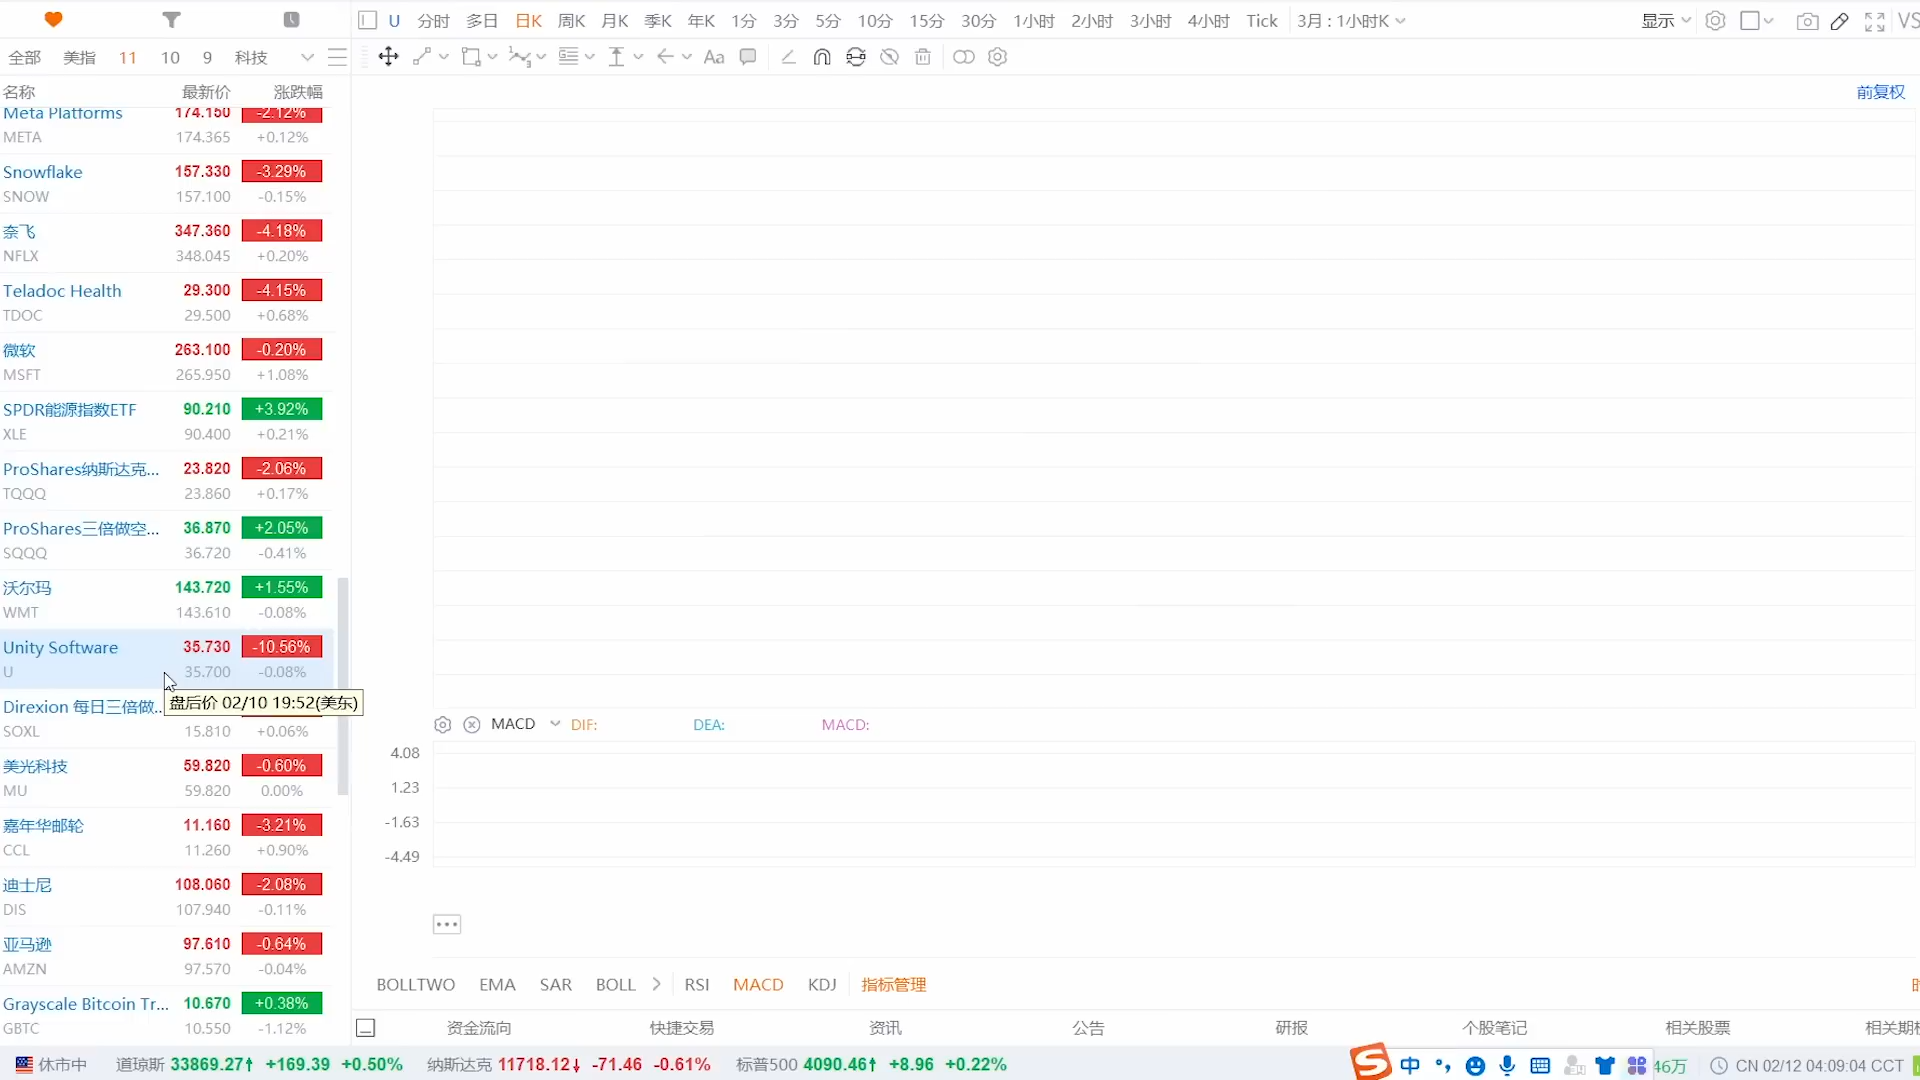 U 分时 多日 日K 周K 月K 季K 年K 1分 3分 5分 10分 15分 30分 1小时 2小时 3小时 4小时 Tick 3月 : 1小时K 显示 VS
全部 美指 11 10 9 科技 Aa
名称 最新价 涨跌幅 前复权
Meta Platforms 174.150 -2.12%
META 174.365 +0.12%
Snowflake 157.330 -3.29%
SNOW 157.100 -0.15%
奈飞 347.360 -4.18%
NFLX 348.045 +0.20%
Teladoc Health 29.300 -4.15%
TDOC 29.500 +0.68%
微软 263.100 -0.20%
MSFT 265.950 +1.08%
SPDR能源指数ETF 90.210 +3.92%
XLE 90.400 +0.21%
ProShares纳斯达克... 23.820 -2.06%
TQQQ 23.860 +0.17%
ProShares三倍做空... 36.870 +2.05%
SQQQ 36.720 -0.41%
沃尔玛 143.720 +1.55%
WMT 143.610 -0.08%
Unity Software 35.730 -10.56%
U 35.700 -0.08%
Direxion 每日三倍做... 盘后价 02/10 19:52(美东)
SOXL 15.810 +0.06%
MACD DIF: DEA: MACD:
4.08
1.23
-1.63
-4.49
美光科技 59.820 -0.60%
MU 59.820 0.00%
嘉年华邮轮 11.160 -3.21%
CCL 11.260 +0.90%
迪士尼 108.060 -2.08%
DIS 107.940 -0.11%
亚马逊 97.610 -0.64%
AMZN 97.570 -0.04%
Grayscale Bitcoin Tr... 10.670 +0.38%
GBTC 10.550 -1.12%
BOLLTWO EMA SAR BOLL RSI MACD KDJ 指标管理
资金流向 快捷交易 资讯 公告 研报 个股笔记 相关股票 相关期
休市中 道琼斯 33869.27↑ +169.39 +0.50% 纳斯达克 11718.12↓ -71.46 -0.61% 标普500 4090.46↑ +8.96 +0.22% 中 46万 CN 02/12 04:09:04 CCT